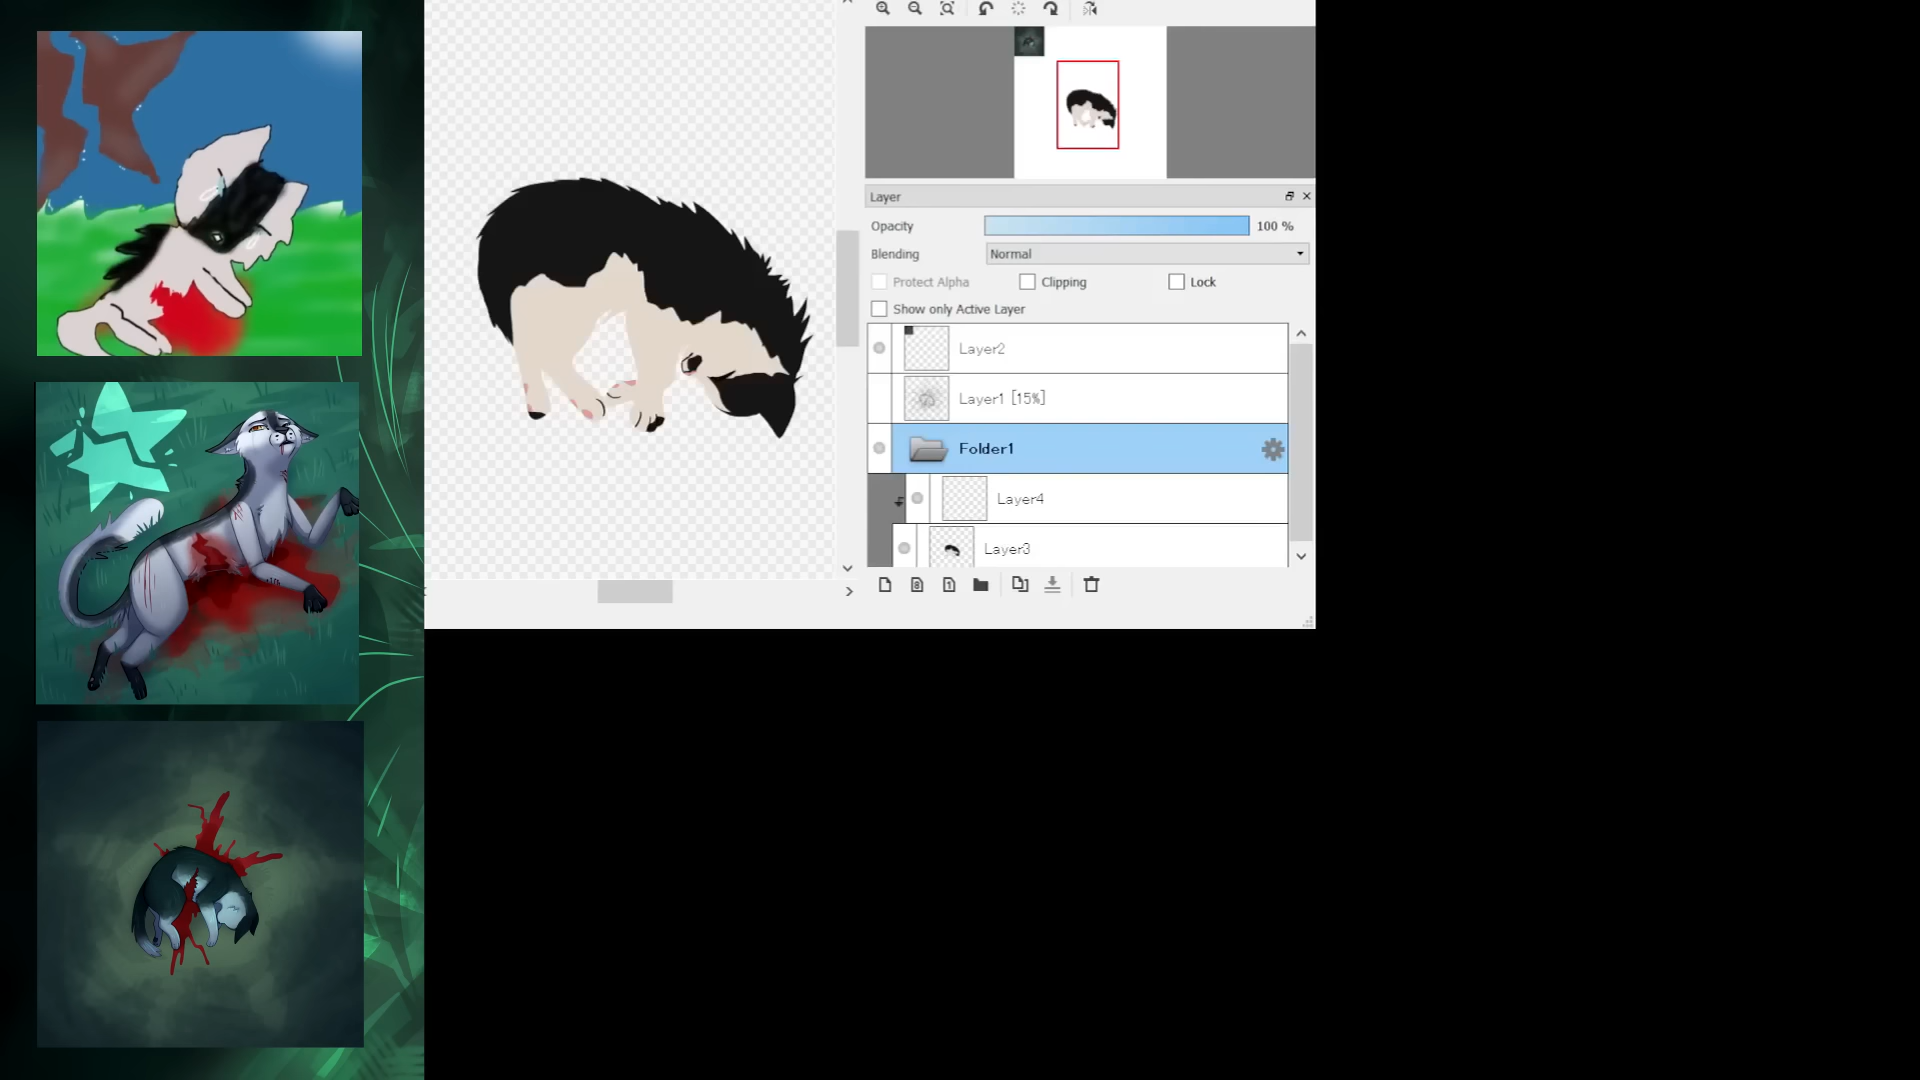 Layer
Opacity 100 %
Blending Normal
Protect Alpha Clipping Lock
Show only Active Layer
Layer2
Layer1 [15%]
Folder1
Layer4
Layer3